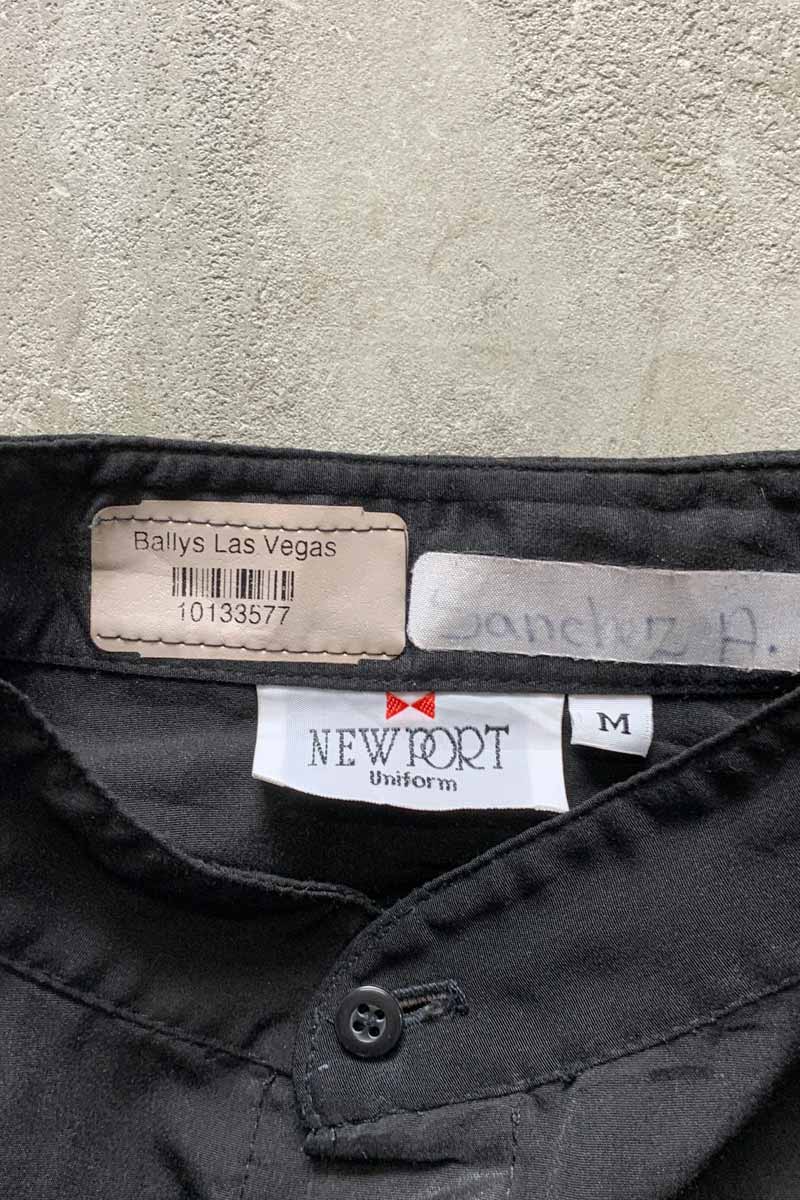 Ballys Las Vegas
10133577
Sanchez A.
NEWPORT
Uniform
M